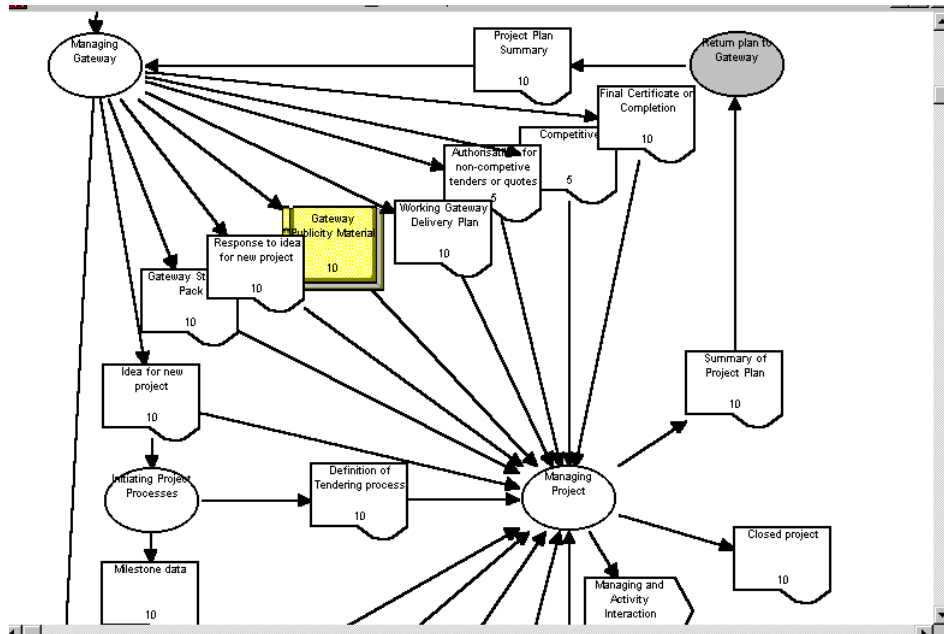 Managing
Gateway
Project Plan
Summary
10
Return plan to
Gateway
Final Certificate or
Completion
10
Competitive
5
Authorisation for
non-competive
tenders or quotes
5
Working Gateway
Delivery Plan
10
Gateway
Publicity Material
10
Response to idea
for new project
10
Gateway
Pack
10
Idea for new
project
10
Summary of
Project Plan
10
Initiating Project
Processes
Definition of
Tendering process
10
Managing
Project
Closed project
10
Milestone data
10
Managing and
Activity
Interaction